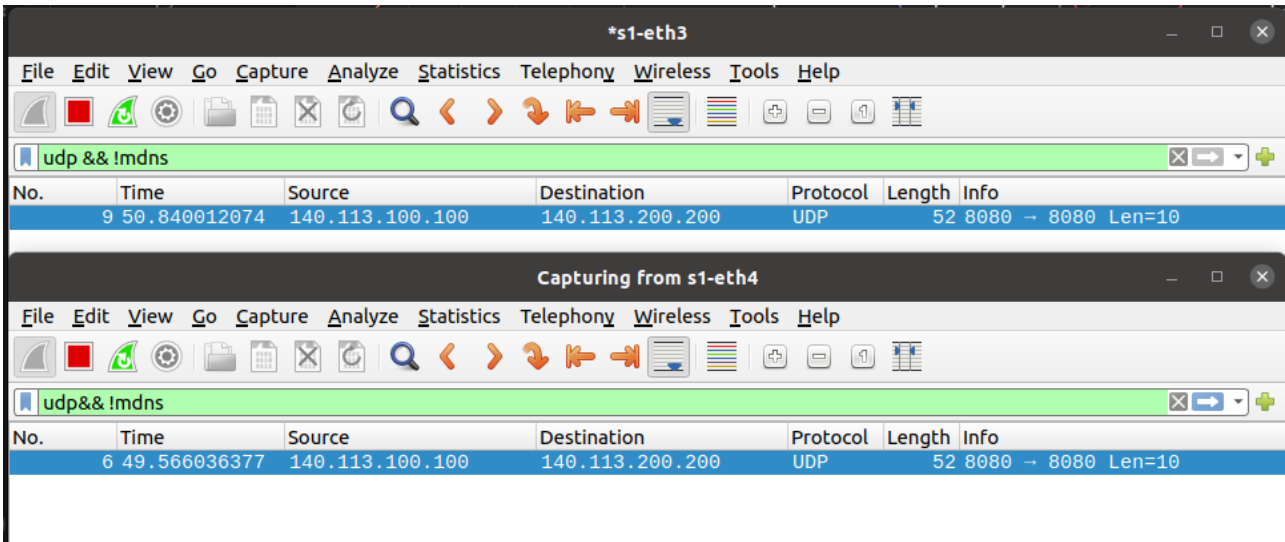 *s1-eth3
File Edit View Go Capture Analyze Statistics Telephony Wireless Tools Help
udp && !mdns
No. Time Source Destination Protocol Length Info
9 50.840012074 140.113.100.100 140.113.200.200 UDP 52 8080 → 8080 Len=10
Capturing from s1-eth4
File Edit View Go Capture Analyze Statistics Telephony Wireless Tools Help
udp&& !mdns
No. Time Source Destination Protocol Length Info
6 49.566036377 140.113.100.100 140.113.200.200 UDP 52 8080 → 8080 Len=10